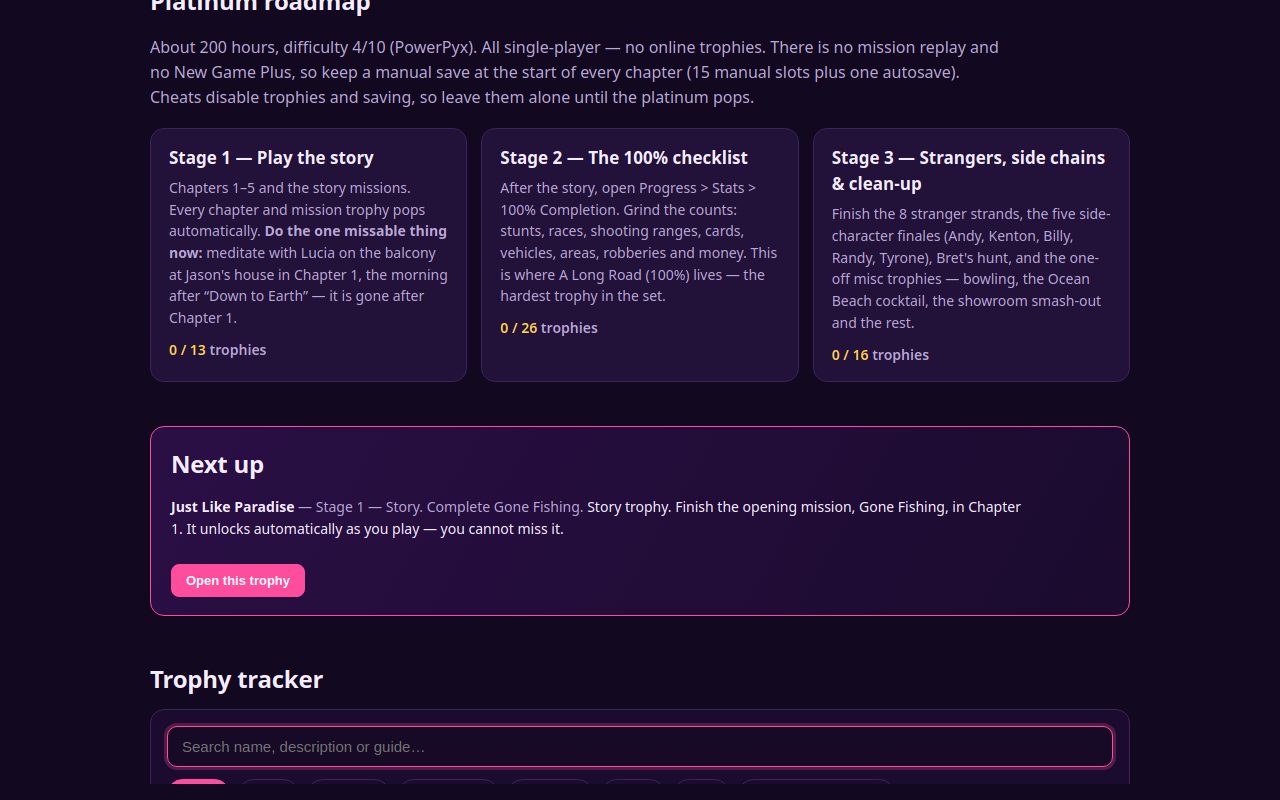 Platinum roadmap
About 200 hours, difficulty 4/10 (PowerPyx). All single-player — no online trophies. There is no mission replay and
no New Game Plus, so keep a manual save at the start of every chapter (15 manual slots plus one autosave).
Cheats disable trophies and saving, so leave them alone until the platinum pops.
Stage 1 — Play the story
Chapters 1–5 and the story missions.
Every chapter and mission trophy pops
automatically. Do the one missable thing
now: meditate with Lucia on the balcony
at Jason's house in Chapter 1, the morning
after “Down to Earth” — it is gone after
Chapter 1.
0 / 13 trophies
Stage 2 — The 100% checklist
After the story, open Progress > Stats >
100% Completion. Grind the counts:
stunts, races, shooting ranges, cards,
vehicles, areas, robberies and money. This
is where A Long Road (100%) lives — the
hardest trophy in the set.
0 / 26 trophies
Stage 3 — Strangers, side chains
& clean-up
Finish the 8 stranger strands, the five side-
character finales (Andy, Kenton, Billy,
Randy, Tyrone), Bret's hunt, and the one-
off misc trophies — bowling, the Ocean
Beach cocktail, the showroom smash-out
and the rest.
0 / 16 trophies
Next up
Just Like Paradise — Stage 1 — Story. Complete Gone Fishing. Story trophy. Finish the opening mission, Gone Fishing, in Chapter
1. It unlocks automatically as you play — you cannot miss it.
Open this trophy
Trophy tracker
Search name, description or guide…